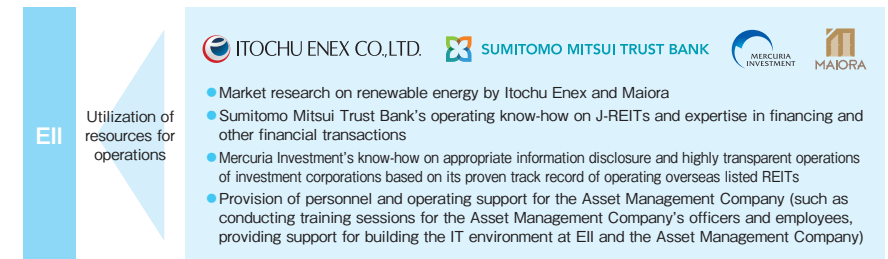 ITOCHU ENEX CO.,LTD.
SUMITOMO MITSUI TRUST BANK
MERCURIA
INVESTMENT
MAIORA
EII
Utilization of
resources for
operations
●Market research on renewable energy by Itochu Enex and Maiora
●Sumitomo Mitsui Trust Bank's operating know-how on J-REITs and expertise in financing and
other financial transactions
●Mercuria Investment's know-how on appropriate information disclosure and highly transparent operations
of investment corporations based on its proven track record of operating overseas listed REITs
●Provision of personnel and operating support for the Asset Management Company (such as
conducting training sessions for the Asset Management Company's officers and employees,
providing support for building the IT environment at EII and the Asset Management Company)